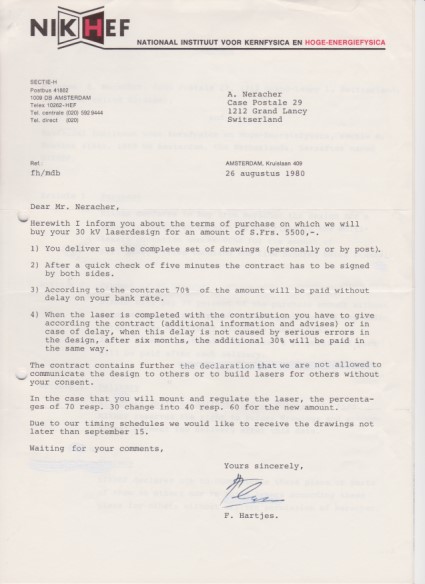 NIKHEF
NATIONAAL INSTITUUT VOOR KERNFYSICA EN HOGE-ENERGIEFYSICA
SECTIE-H
Postbus 41882
1009 DB AMSTERDAM
Telex 10262-HEF
Tel. centrale (020) 592 9444
Tel. direct (020)
A. Neracher
Case Postale 29
1212 Grand Lancy
Switserland
Ref.:
fh/mdb
AMSTERDAM, Kruislaan 409
26 augustus 1980
Dear Mr. Neracher,
Herewith I inform you about the terms of purchase on which we will
buy your 30 kV laserdesign for an amount of S.Frs. 5500,-.
1) You deliver us the complete set of drawings (personally or by post).
2) After a quick check of five minutes the contract has to be signed
by both sides.
3) According to the contract 70% of the amount will be paid without
delay on your bank rate.
4) When the laser is completed with the contribution you have to give
according the contract (additional information and advises) or in
case of delay, when this delay is not caused by serious errors in
the design, after six months, the additional 30% will be paid in
the same way.
The contract contains further the declaration that we are not allowed to
communicate the design to others or to build lasers for others without
your consent.
In the case that you will mount and regulate the laser, the percenta-
ges of 70 resp. 30 change into 40 resp. 60 for the new amount.
Due to our timing schedules we would like to receive the drawings not
later than september 15.
Waiting for your comments,
Yours sincerely,
F. Hartjes.